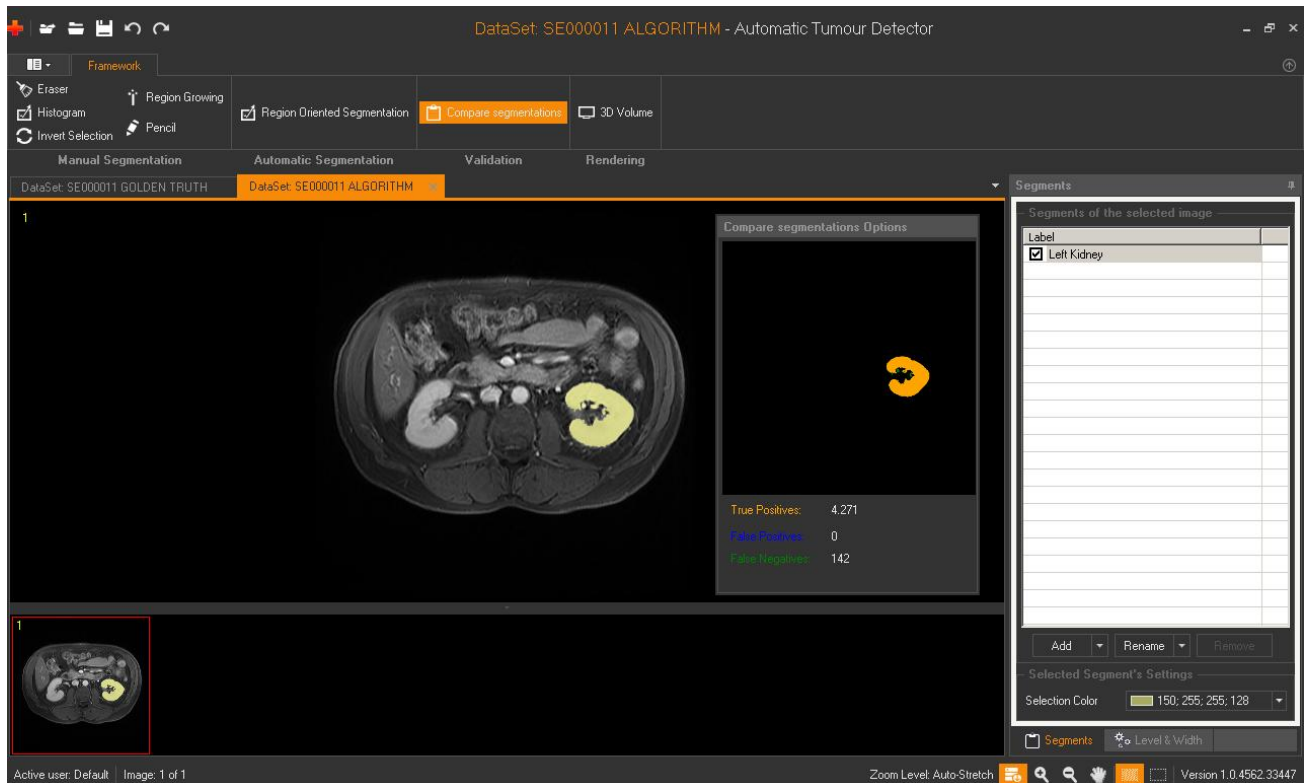 DataSet: SE000011 ALGORITHM - Automatic Tumour Detector
Framework
Eraser
Histogram
Invert Selection
Region Growing
Pencil
Region Oriented Segmentation
Compare segmentations
3D Volume
Manual Segmentation
Automatic Segmentation
Validation
Rendering
DataSet: SE000011 GOLDEN TRUTH
DataSet: SE000011 ALGORITHM
1
Compare segmentations Options
True Positives: 4.271
False Positives: 0
False Negatives: 142
1
Segments
Segments of the selected image
Label
Left Kidney
Add
Rename
Remove
Selected Segment's Settings
Selection Color 150; 255; 255; 128
Segments
Level & Width
Active user: Default
Image: 1 of 1
Zoom Level: Auto-Stretch
Version 1.0.4562.33447